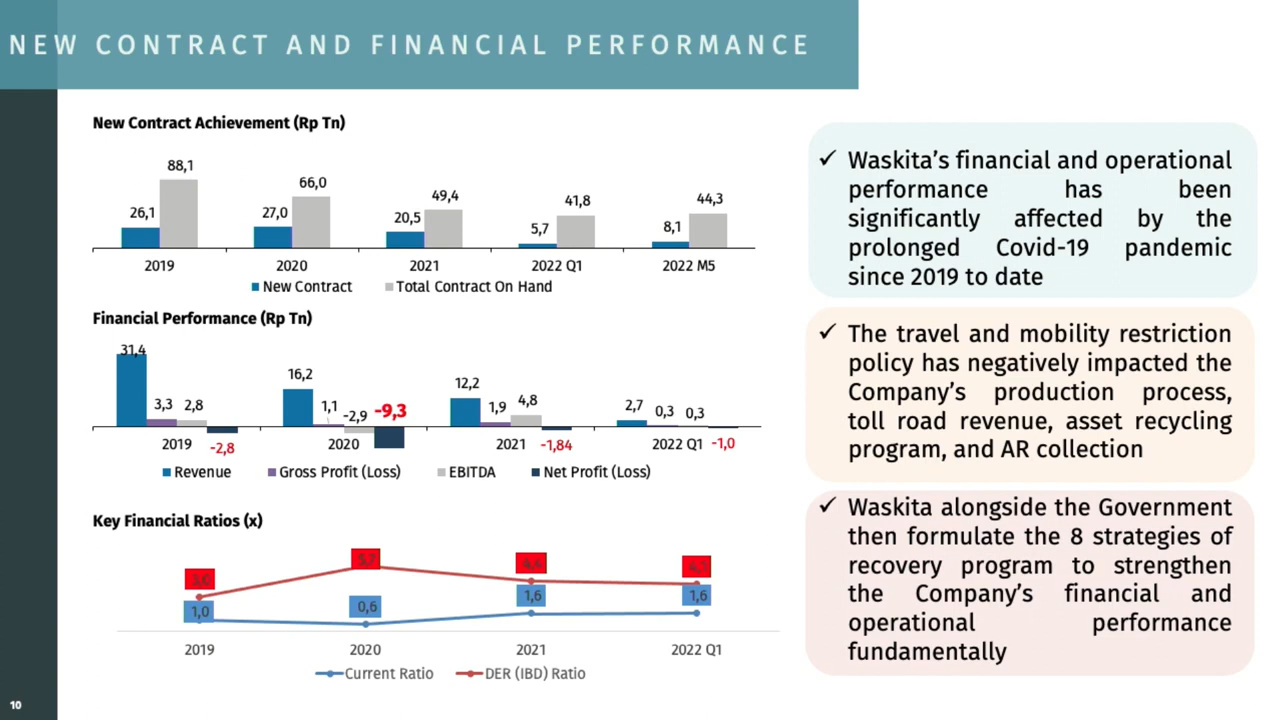 NEW CONTRACT AND FINANCIAL PERFORMANCE
New Contract Achievement (Rp Tn)
88,1
66,0
49,4
41,8
44,3
26,1
27,0
20,5
5,7
8,1
2019
2020
2021
2022 Q1
2022 M5
New Contract
Total Contract On Hand
Financial Performance (Rp Tn)
31,4
3,3
2,8
-2,8
16,2
1,1
-2,9
-9,3
12,2
1,9
4,8
-1,84
2,7
0,3
0,3
-1,0
2019
2020
2021
2022 Q1
Revenue
Gross Profit (Loss)
EBITDA
Net Profit (Loss)
Key Financial Ratios (x)
3,0
5,7
4,4
1,0
0,6
1,6
1,6
2019
2020
2021
2022 Q1
Current Ratio
DER (IBD) Ratio
✓ Waskita's financial and operational
performance has been
significantly affected by the
prolonged Covid-19 pandemic
since 2019 to date
✓ The travel and mobility restriction
policy has negatively impacted the
Company's production process,
toll road revenue, asset recycling
program, and AR collection
✓ Waskita alongside the Government
then formulate the 8 strategies of
recovery program to strengthen
the Company's financial and
operational performance
fundamentally
10